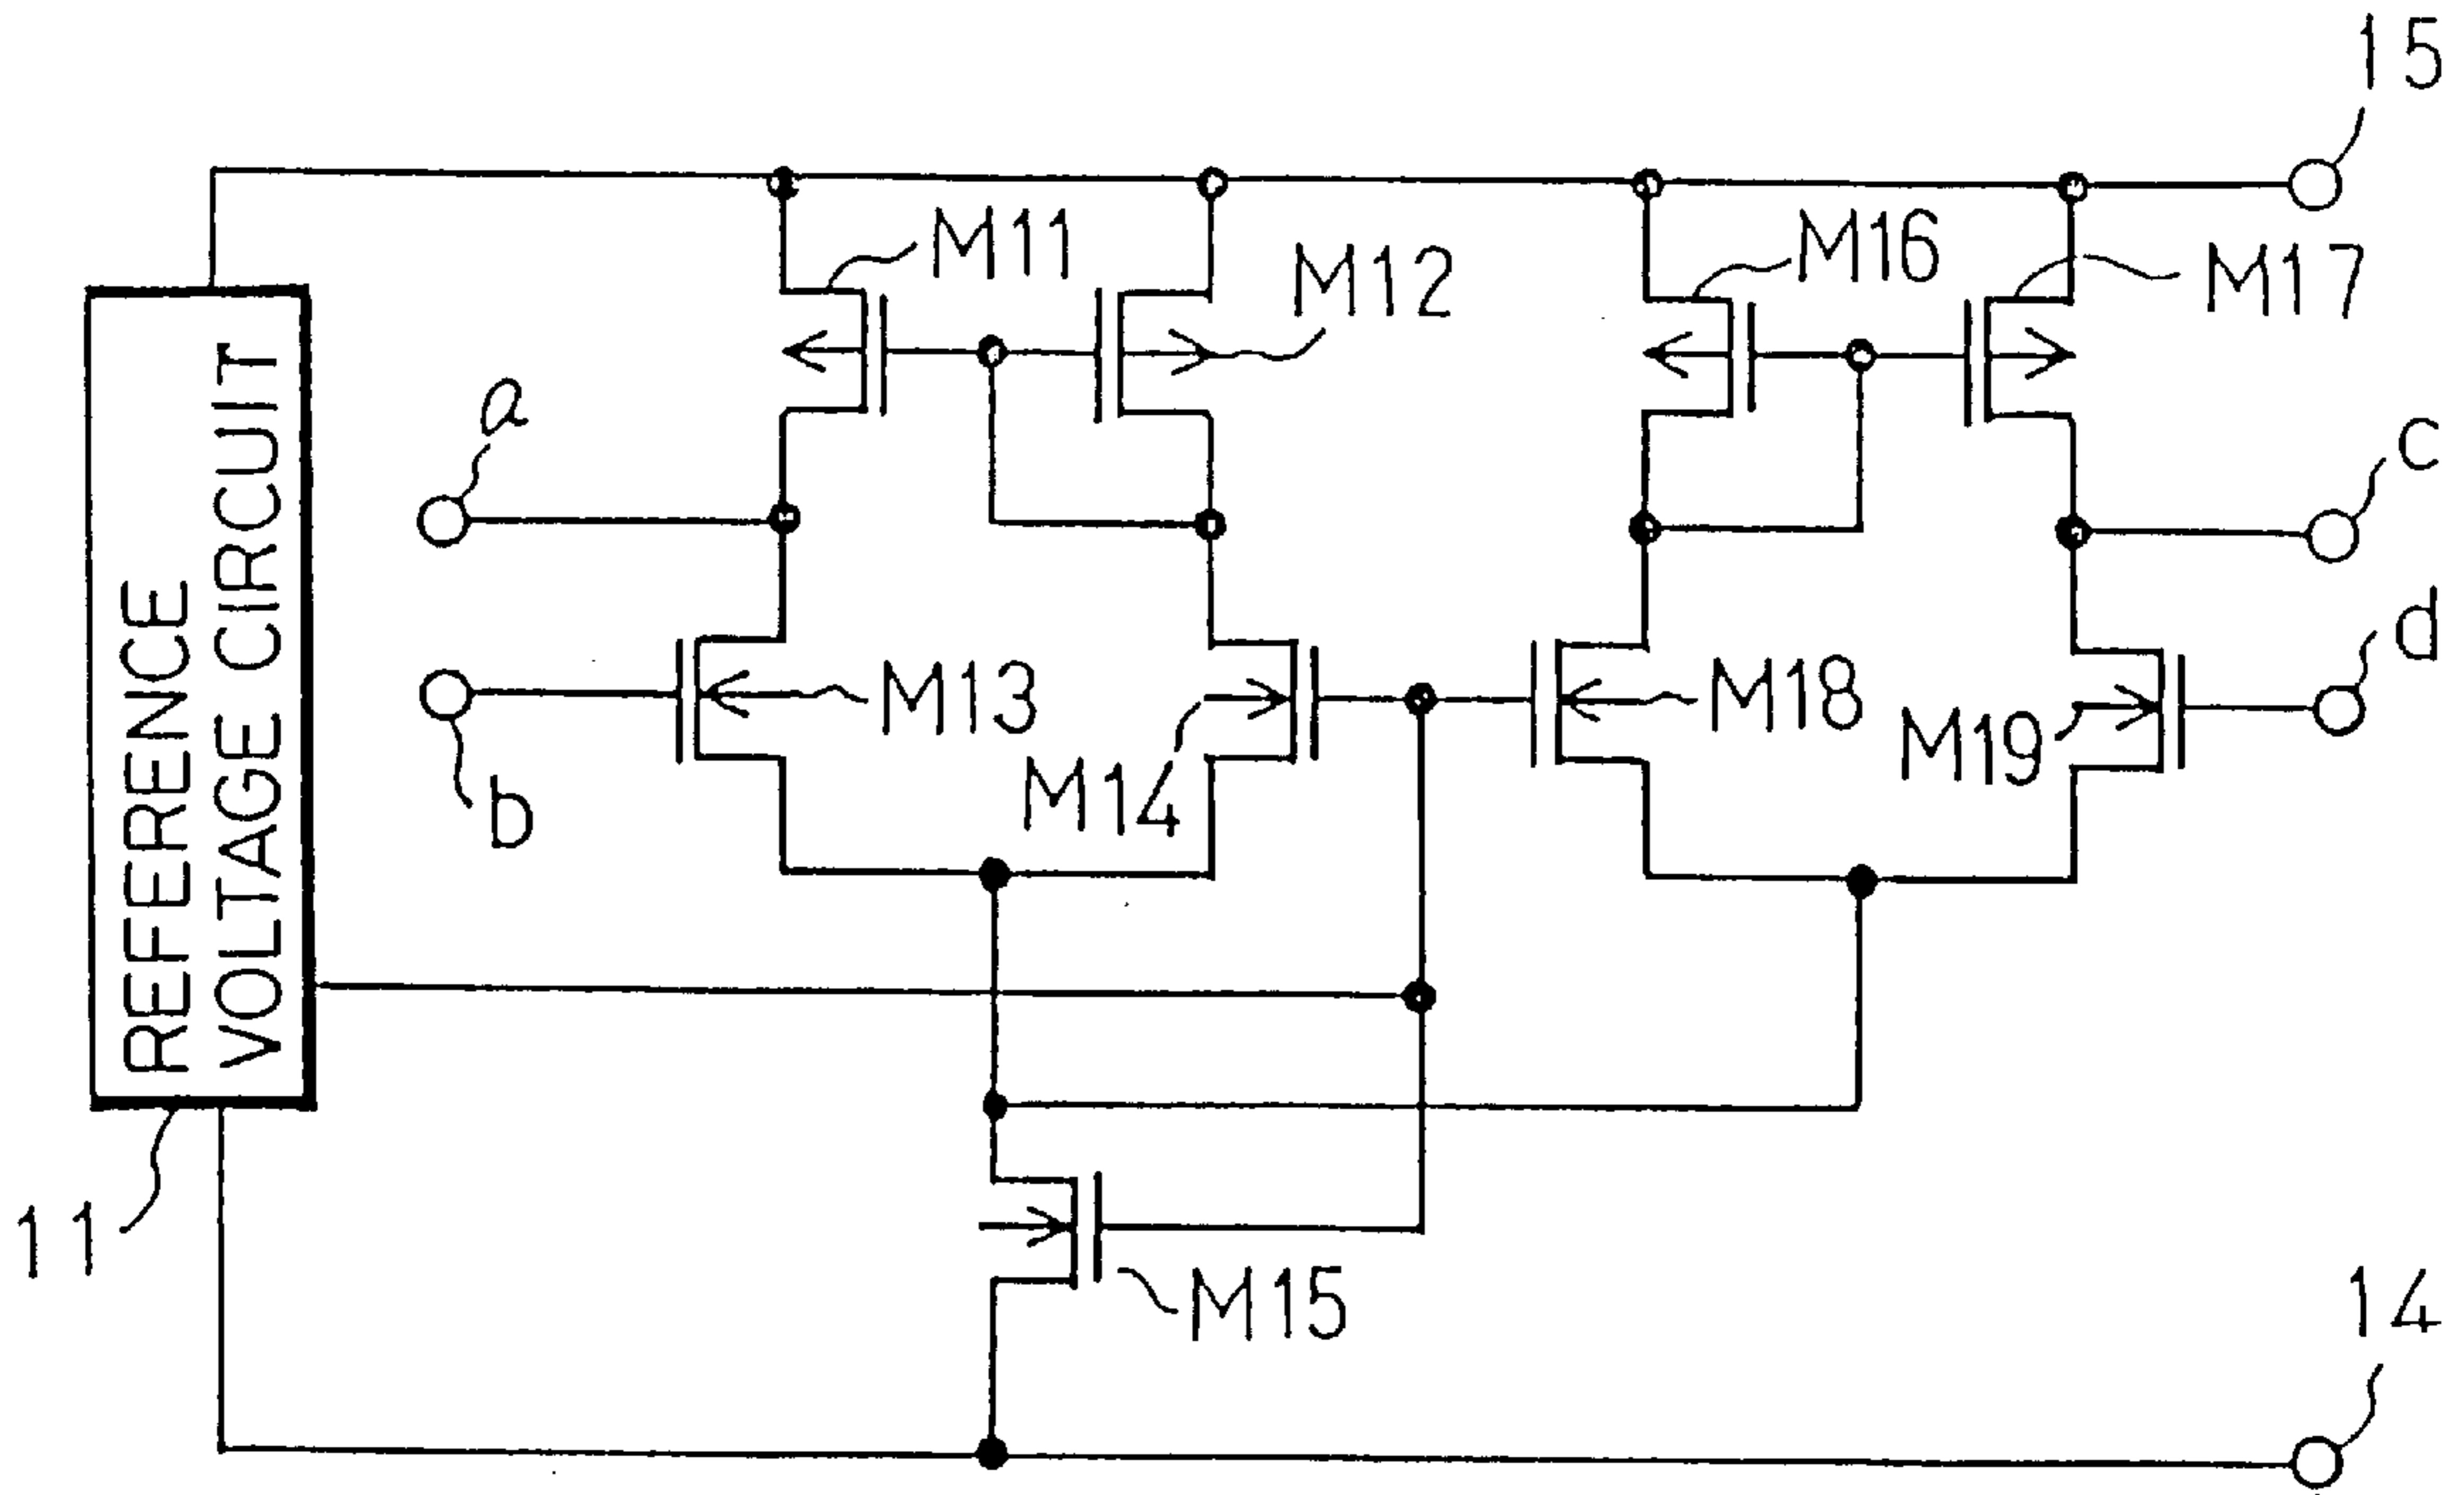 15
M11
M12
M16
M17
a
c
REFERENCE
VOLTAGE CIRCUIT
b
M13
M14
M18
M19
d
11
M15
14